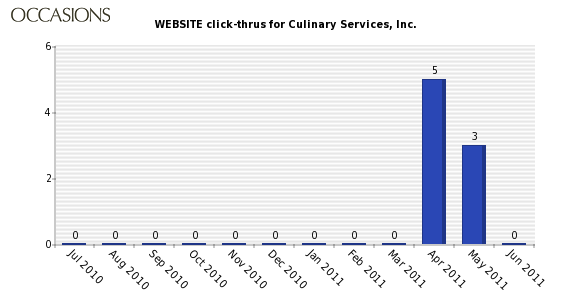 OCCASIONS
WEBSITE click-thrus for Culinary Services, Inc.
6
4
2
0
0 0 0 0 0 0 0 0 0 5 3 0
Jul 2010 Aug 2010 Sep 2010 Oct 2010 Nov 2010 Dec 2010 Jan 2011 Feb 2011 Mar 2011 Apr 2011 May 2011 Jun 2011